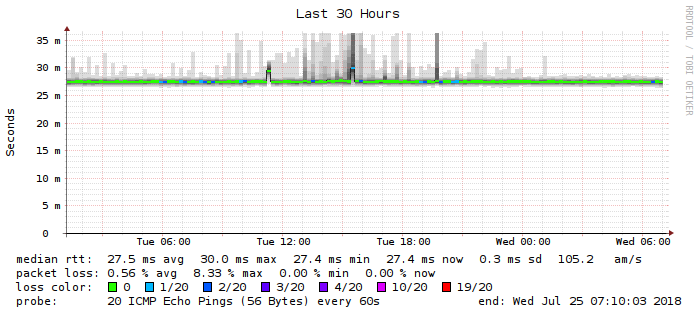 Last 30 Hours
RRDTOOL / TOBI OETIKER
Seconds
35 m
30 m
25 m
20 m
15 m
10 m
5 m
0
Tue 06:00 Tue 12:00 Tue 18:00 Wed 00:00 Wed 06:00
median rtt: 27.5 ms avg 30.0 ms max 27.4 ms min 27.4 ms now 0.3 ms sd 105.2 am/s
packet loss: 0.56 % avg 8.33 % max 0.00 % min 0.00 % now
loss color: 0 1/20 2/20 3/20 4/20 10/20 19/20
probe: 20 ICMP Echo Pings (56 Bytes) every 60s end: Wed Jul 25 07:10:03 2018